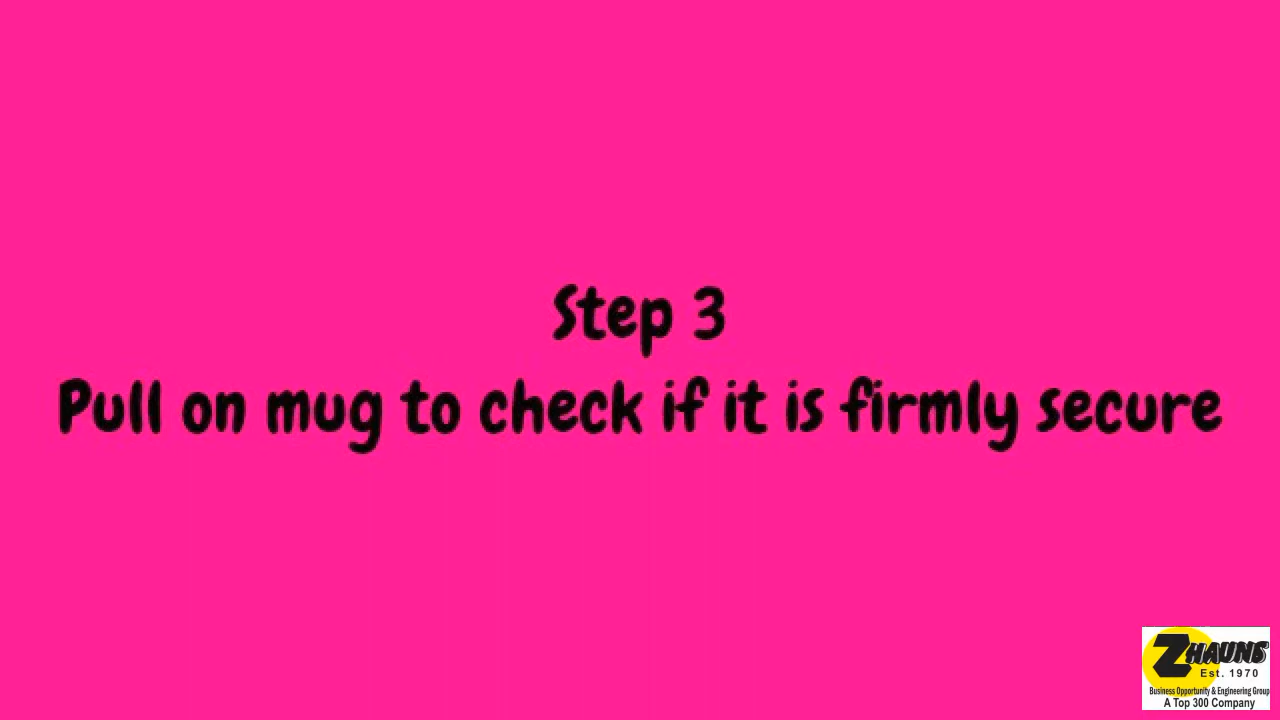 Step 3
Pull on mug to check if it is firmly secure
ZHAUNS
Est. 1970
Business Opportunity & Engineering Group
A Top 300 Company